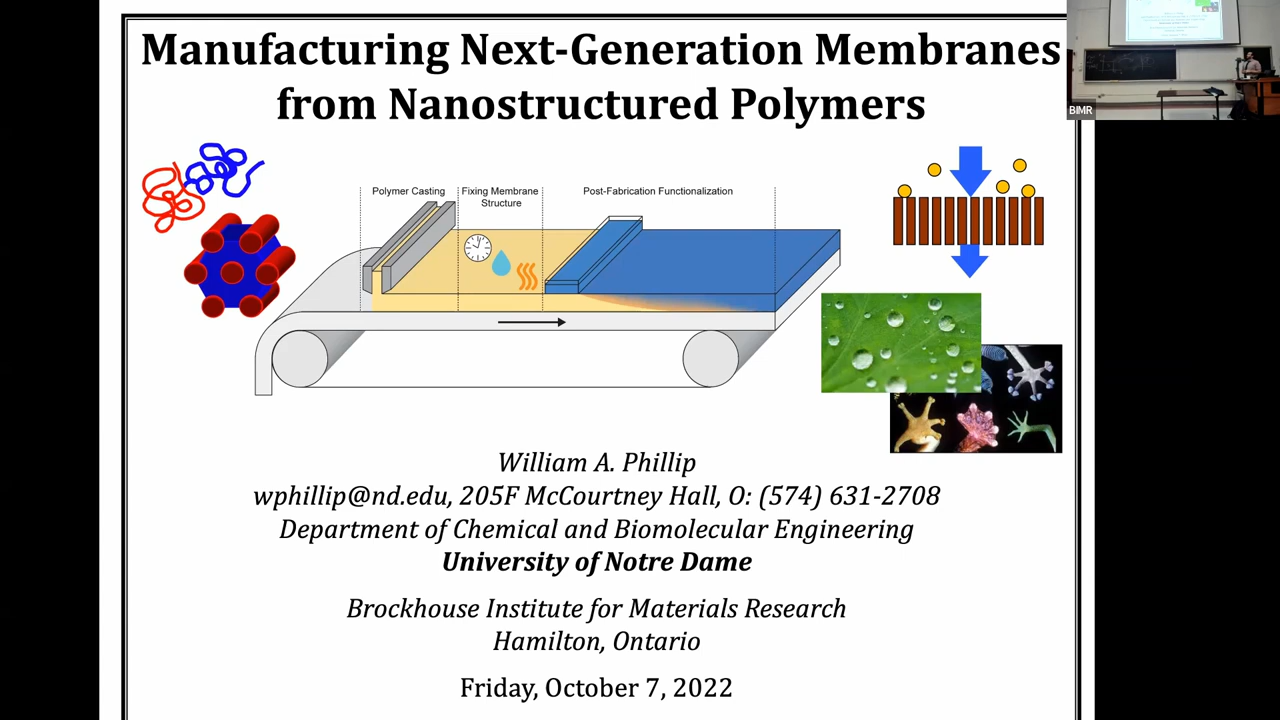 Manufacturing Next-Generation Membranes
from Nanostructured Polymers
BIMR
Polymer Casting
Fixing Membrane
Structure
Post-Fabrication Functionalization
William A. Phillip
wphillip@nd.edu, 205F McCourtney Hall, O: (574) 631-2708
Department of Chemical and Biomolecular Engineering
University of Notre Dame
Brockhouse Institute for Materials Research
Hamilton, Ontario
Friday, October 7, 2022